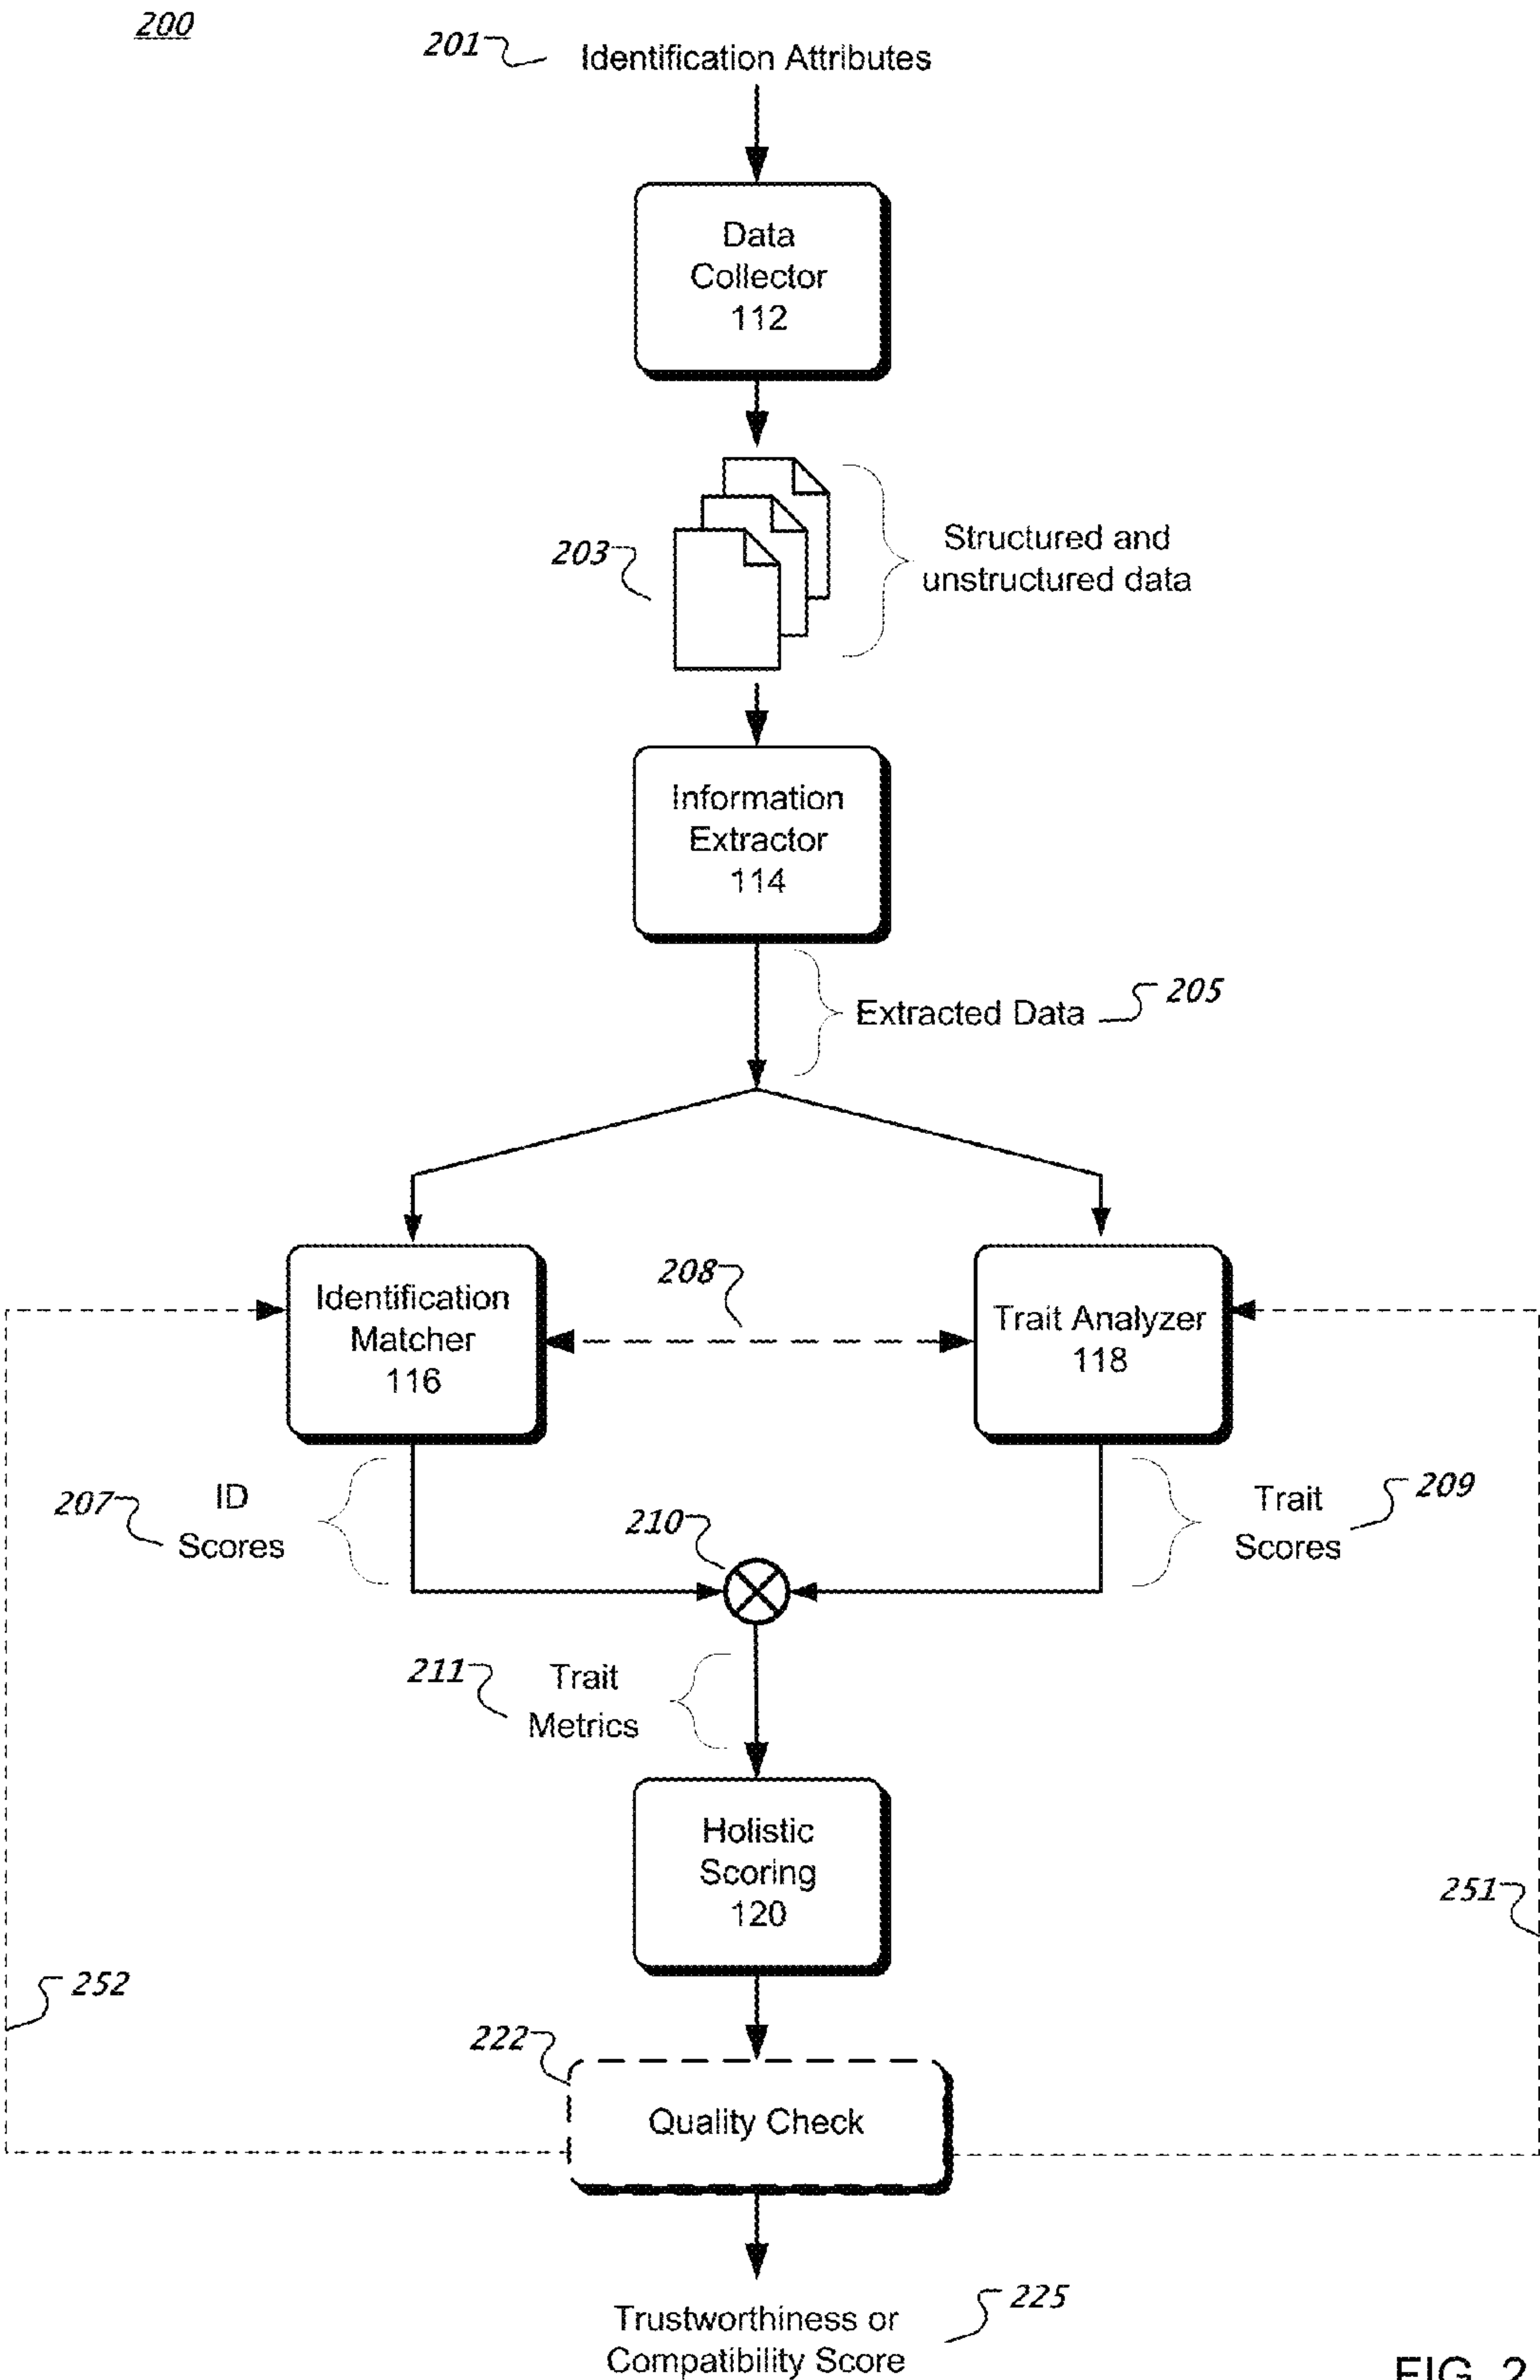 200
201
Identification Attributes
Data
Collector
112
203
Structured and
unstructured data
Information
Extractor
114
Extracted Data
205
208
Identification
Matcher
116
Trait Analyzer
118
207
ID
Scores
210
Trait
Scores
209
211
Trait
Metrics
Holistic
Scoring
120
251
252
222
Quality Check
225
Trustworthiness or
Compatibility Score
FIG. 2